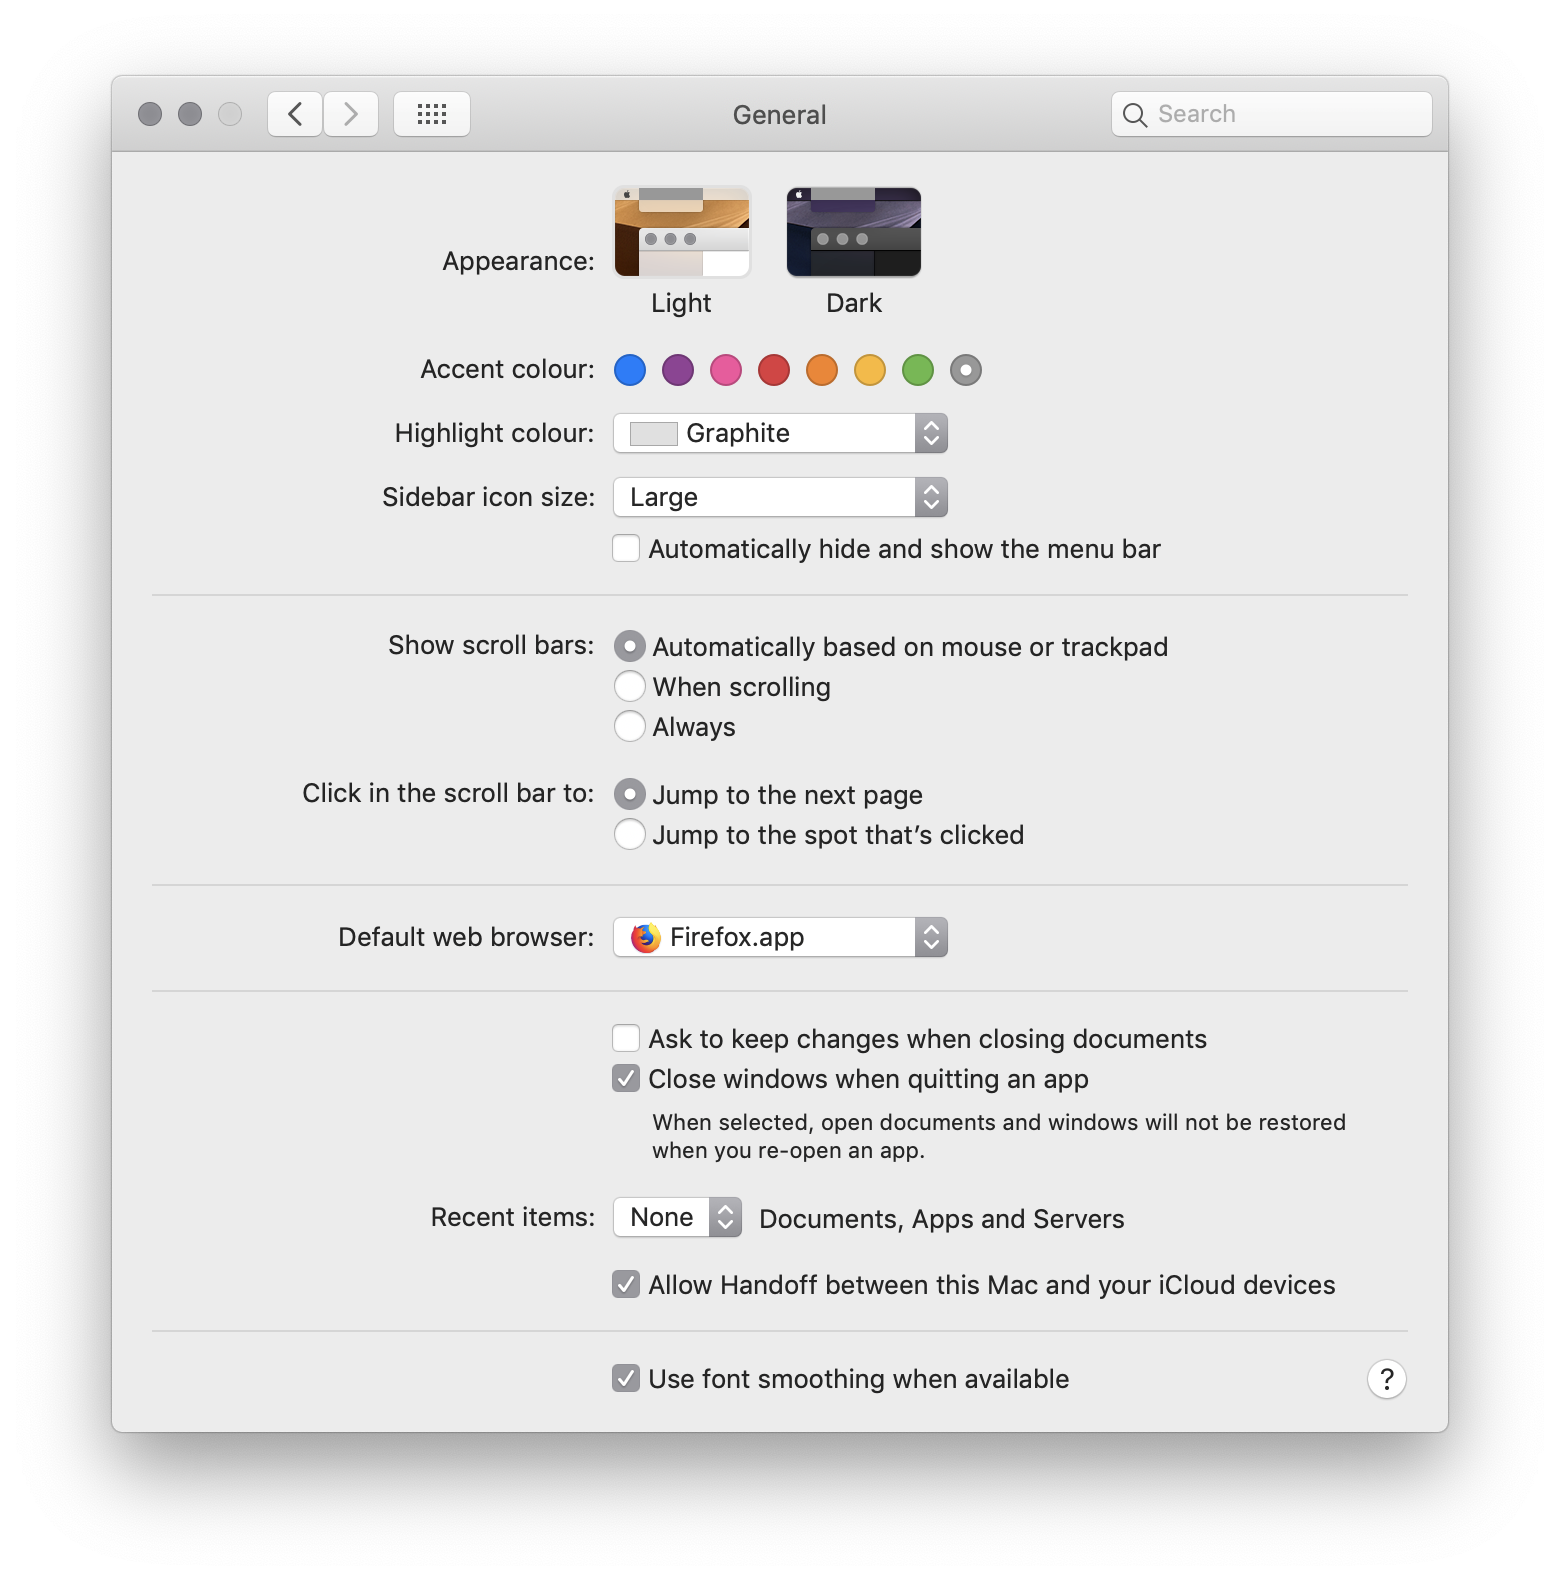 General
Search
Appearance:
Light
Dark
Accent colour:
Highlight colour: Graphite
Sidebar icon size: Large
Automatically hide and show the menu bar
Show scroll bars: Automatically based on mouse or trackpad
When scrolling
Always
Click in the scroll bar to: Jump to the next page
Jump to the spot that’s clicked
Default web browser: Firefox.app
Ask to keep changes when closing documents
Close windows when quitting an app
When selected, open documents and windows will not be restored
when you re-open an app.
Recent items: None Documents, Apps and Servers
Allow Handoff between this Mac and your iCloud devices
Use font smoothing when available
?